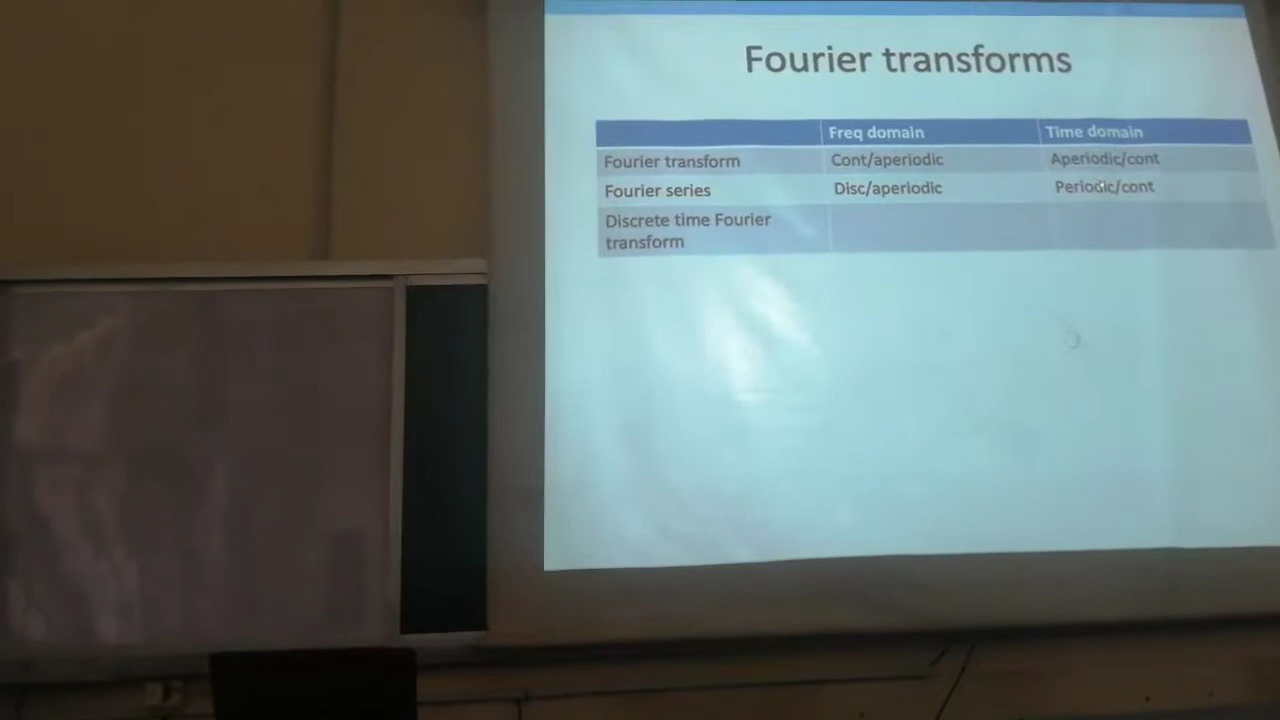 Fourier transforms
Freq domain Time domain
Fourier transform Cont/aperiodic Aperiodic/cont
Fourier series Disc/aperiodic Periodic/cont
Discrete time Fourier
transform